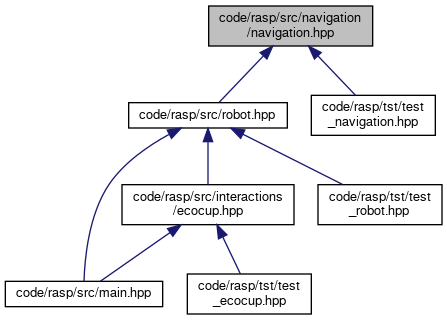 code/rasp/src/navigation
/navigation.hpp
code/rasp/src/robot.hpp
code/rasp/tst/test
_navigation.hpp
code/rasp/src/interactions
/ecocup.hpp
code/rasp/tst/test
_robot.hpp
code/rasp/src/main.hpp
code/rasp/tst/test
_ecocup.hpp